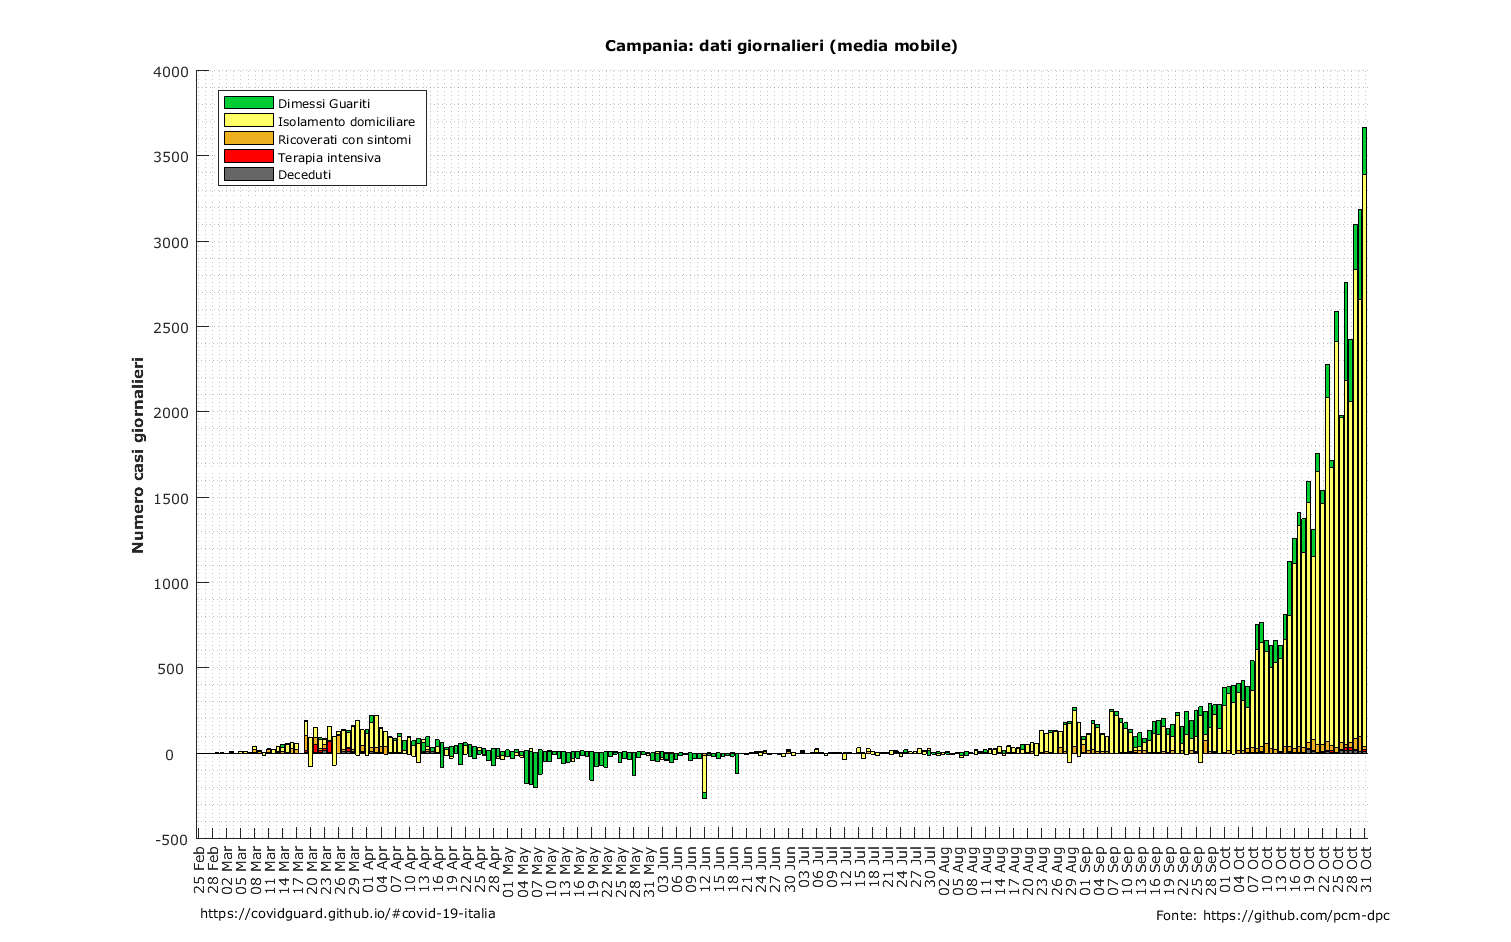 Campania: dati giornalieri (media mobile)
Dimessi Guariti
Isolamento domiciliare
Ricoverati con sintomi
Terapia intensiva
Deceduti
Numero casi giornalieri
4000
3500
3000
2500
2000
1500
1000
500
0
-500
25 Feb
28 Feb
02 Mar
05 Mar
08 Mar
11 Mar
14 Mar
17 Mar
20 Mar
23 Mar
26 Mar
29 Mar
01 Apr
04 Apr
07 Apr
10 Apr
13 Apr
16 Apr
19 Apr
22 Apr
25 Apr
28 Apr
01 May
04 May
07 May
10 May
13 May
16 May
19 May
22 May
25 May
28 May
31 May
03 Jun
06 Jun
09 Jun
12 Jun
15 Jun
18 Jun
21 Jun
24 Jun
27 Jun
30 Jun
03 Jul
06 Jul
09 Jul
12 Jul
15 Jul
18 Jul
21 Jul
24 Jul
27 Jul
30 Jul
02 Aug
05 Aug
08 Aug
11 Aug
14 Aug
17 Aug
20 Aug
23 Aug
26 Aug
29 Aug
01 Sep
04 Sep
07 Sep
10 Sep
13 Sep
16 Sep
19 Sep
22 Sep
25 Sep
28 Sep
01 Oct
04 Oct
07 Oct
10 Oct
13 Oct
16 Oct
19 Oct
22 Oct
25 Oct
28 Oct
31 Oct
https://covidguard.github.io/#covid-19-italia
Fonte: https://github.com/pcm-dpc